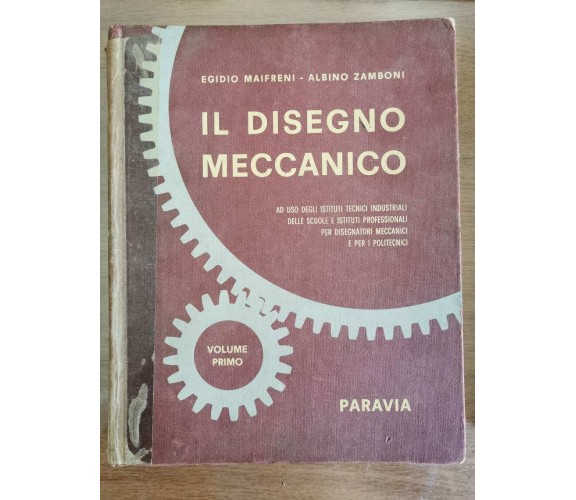 EGIDIO MAIFRENI - ALBINO ZAMBONI
IL DISEGNO
MECCANICO
AD USO DEGLI ISTITUTI TECNICI INDUSTRIALI
DELLE SCUOLE E ISTITUTI PROFESSIONALI
PER DISEGNATORI MECCANICI
E PER I POLITECNICI
VOLUME
PRIMO
PARAVIA